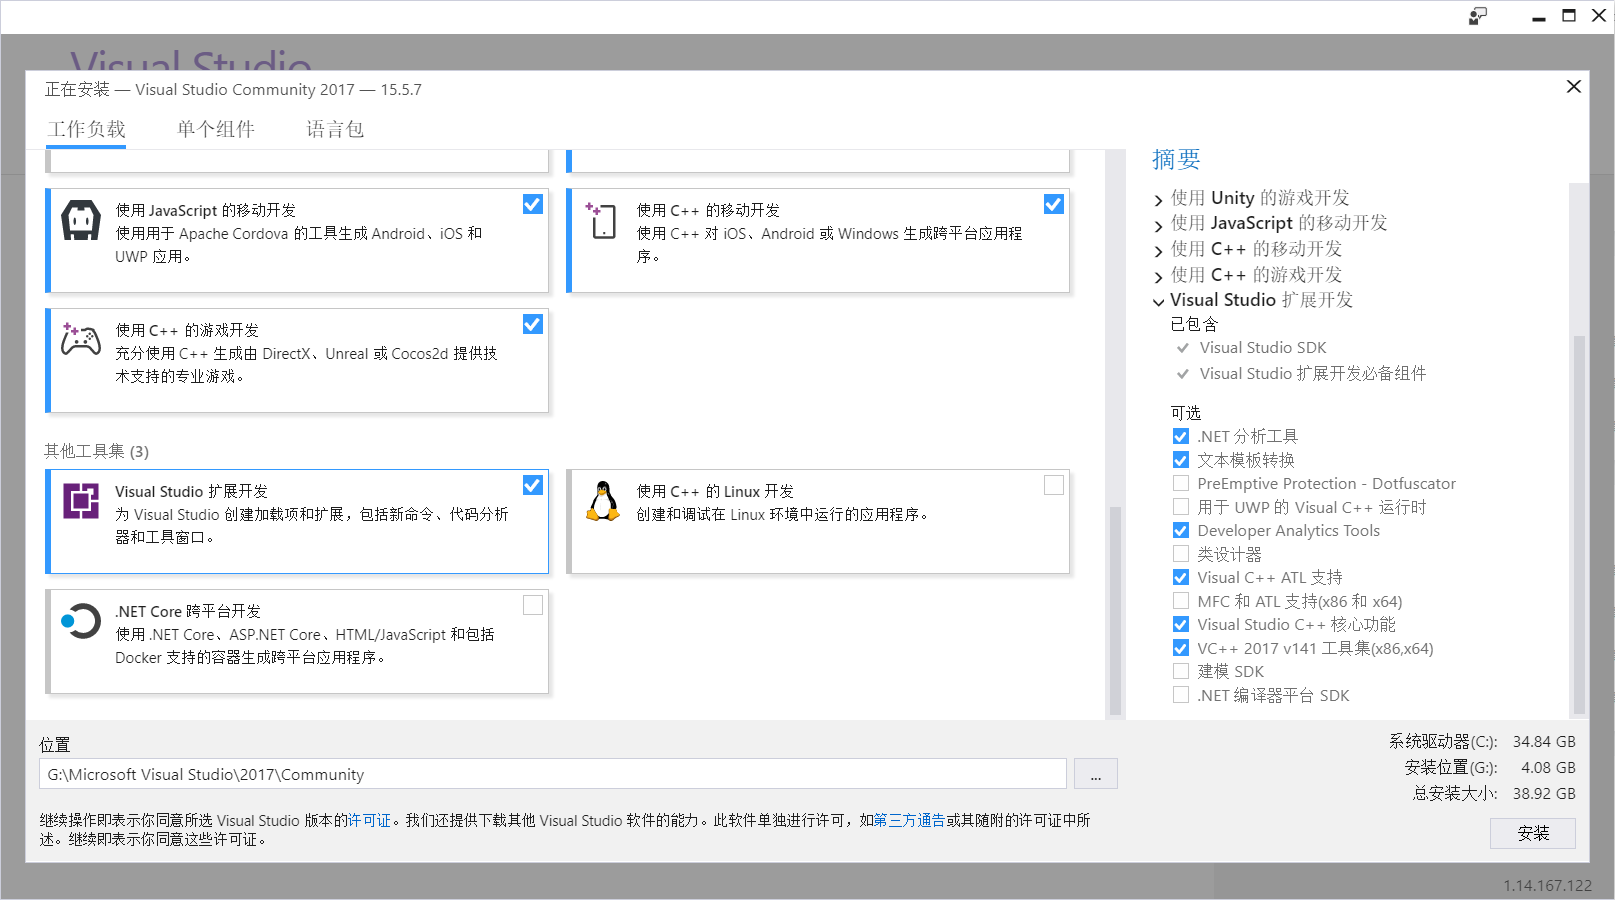 Visual Studio
正在安装 — Visual Studio Community 2017 — 15.5.7
工作负载 单个组件 语言包
使用 JavaScript 的移动开发
使用用于 Apache Cordova 的工具生成 Android、iOS 和
UWP 应用。
使用 C++ 的移动开发
使用 C++ 对 iOS、Android 或 Windows 生成跨平台应用程
序。
使用 C++ 的游戏开发
充分使用 C++ 生成由 DirectX、Unreal 或 Cocos2d 提供技
术支持的专业游戏。
其他工具集 (3)
Visual Studio 扩展开发
为 Visual Studio 创建加载项和扩展，包括新命令、代码分析
器和工具窗口。
使用 C++ 的 Linux 开发
创建和调试在 Linux 环境中运行的应用程序。
.NET Core 跨平台开发
使用 .NET Core、ASP.NET Core、HTML/JavaScript 和包括
Docker 支持的容器生成跨平台应用程序。
摘要
使用 Unity 的游戏开发
使用 JavaScript 的移动开发
使用 C++ 的移动开发
使用 C++ 的游戏开发
Visual Studio 扩展开发
已包含
Visual Studio SDK
Visual Studio 扩展开发必备组件
可选
.NET 分析工具
文本模板转换
PreEmptive Protection - Dotfuscator
用于 UWP 的 Visual C++ 运行时
Developer Analytics Tools
类设计器
Visual C++ ATL 支持
MFC 和 ATL 支持(x86 和 x64)
Visual Studio C++ 核心功能
VC++ 2017 v141 工具集(x86,x64)
建模 SDK
.NET 编译器平台 SDK
位置
G:\Microsoft Visual Studio\2017\Community
...
继续操作即表示你同意所选 Visual Studio 版本的许可证。我们还提供下载其他 Visual Studio 软件的能力。此软件单独进行许可，如第三方通告或其随附的许可证中所
述。继续即表示你同意这些许可证。
系统驱动器(C:): 34.84 GB
安装位置(G:): 4.08 GB
总安装大小: 38.92 GB
安装
1.14.167.122